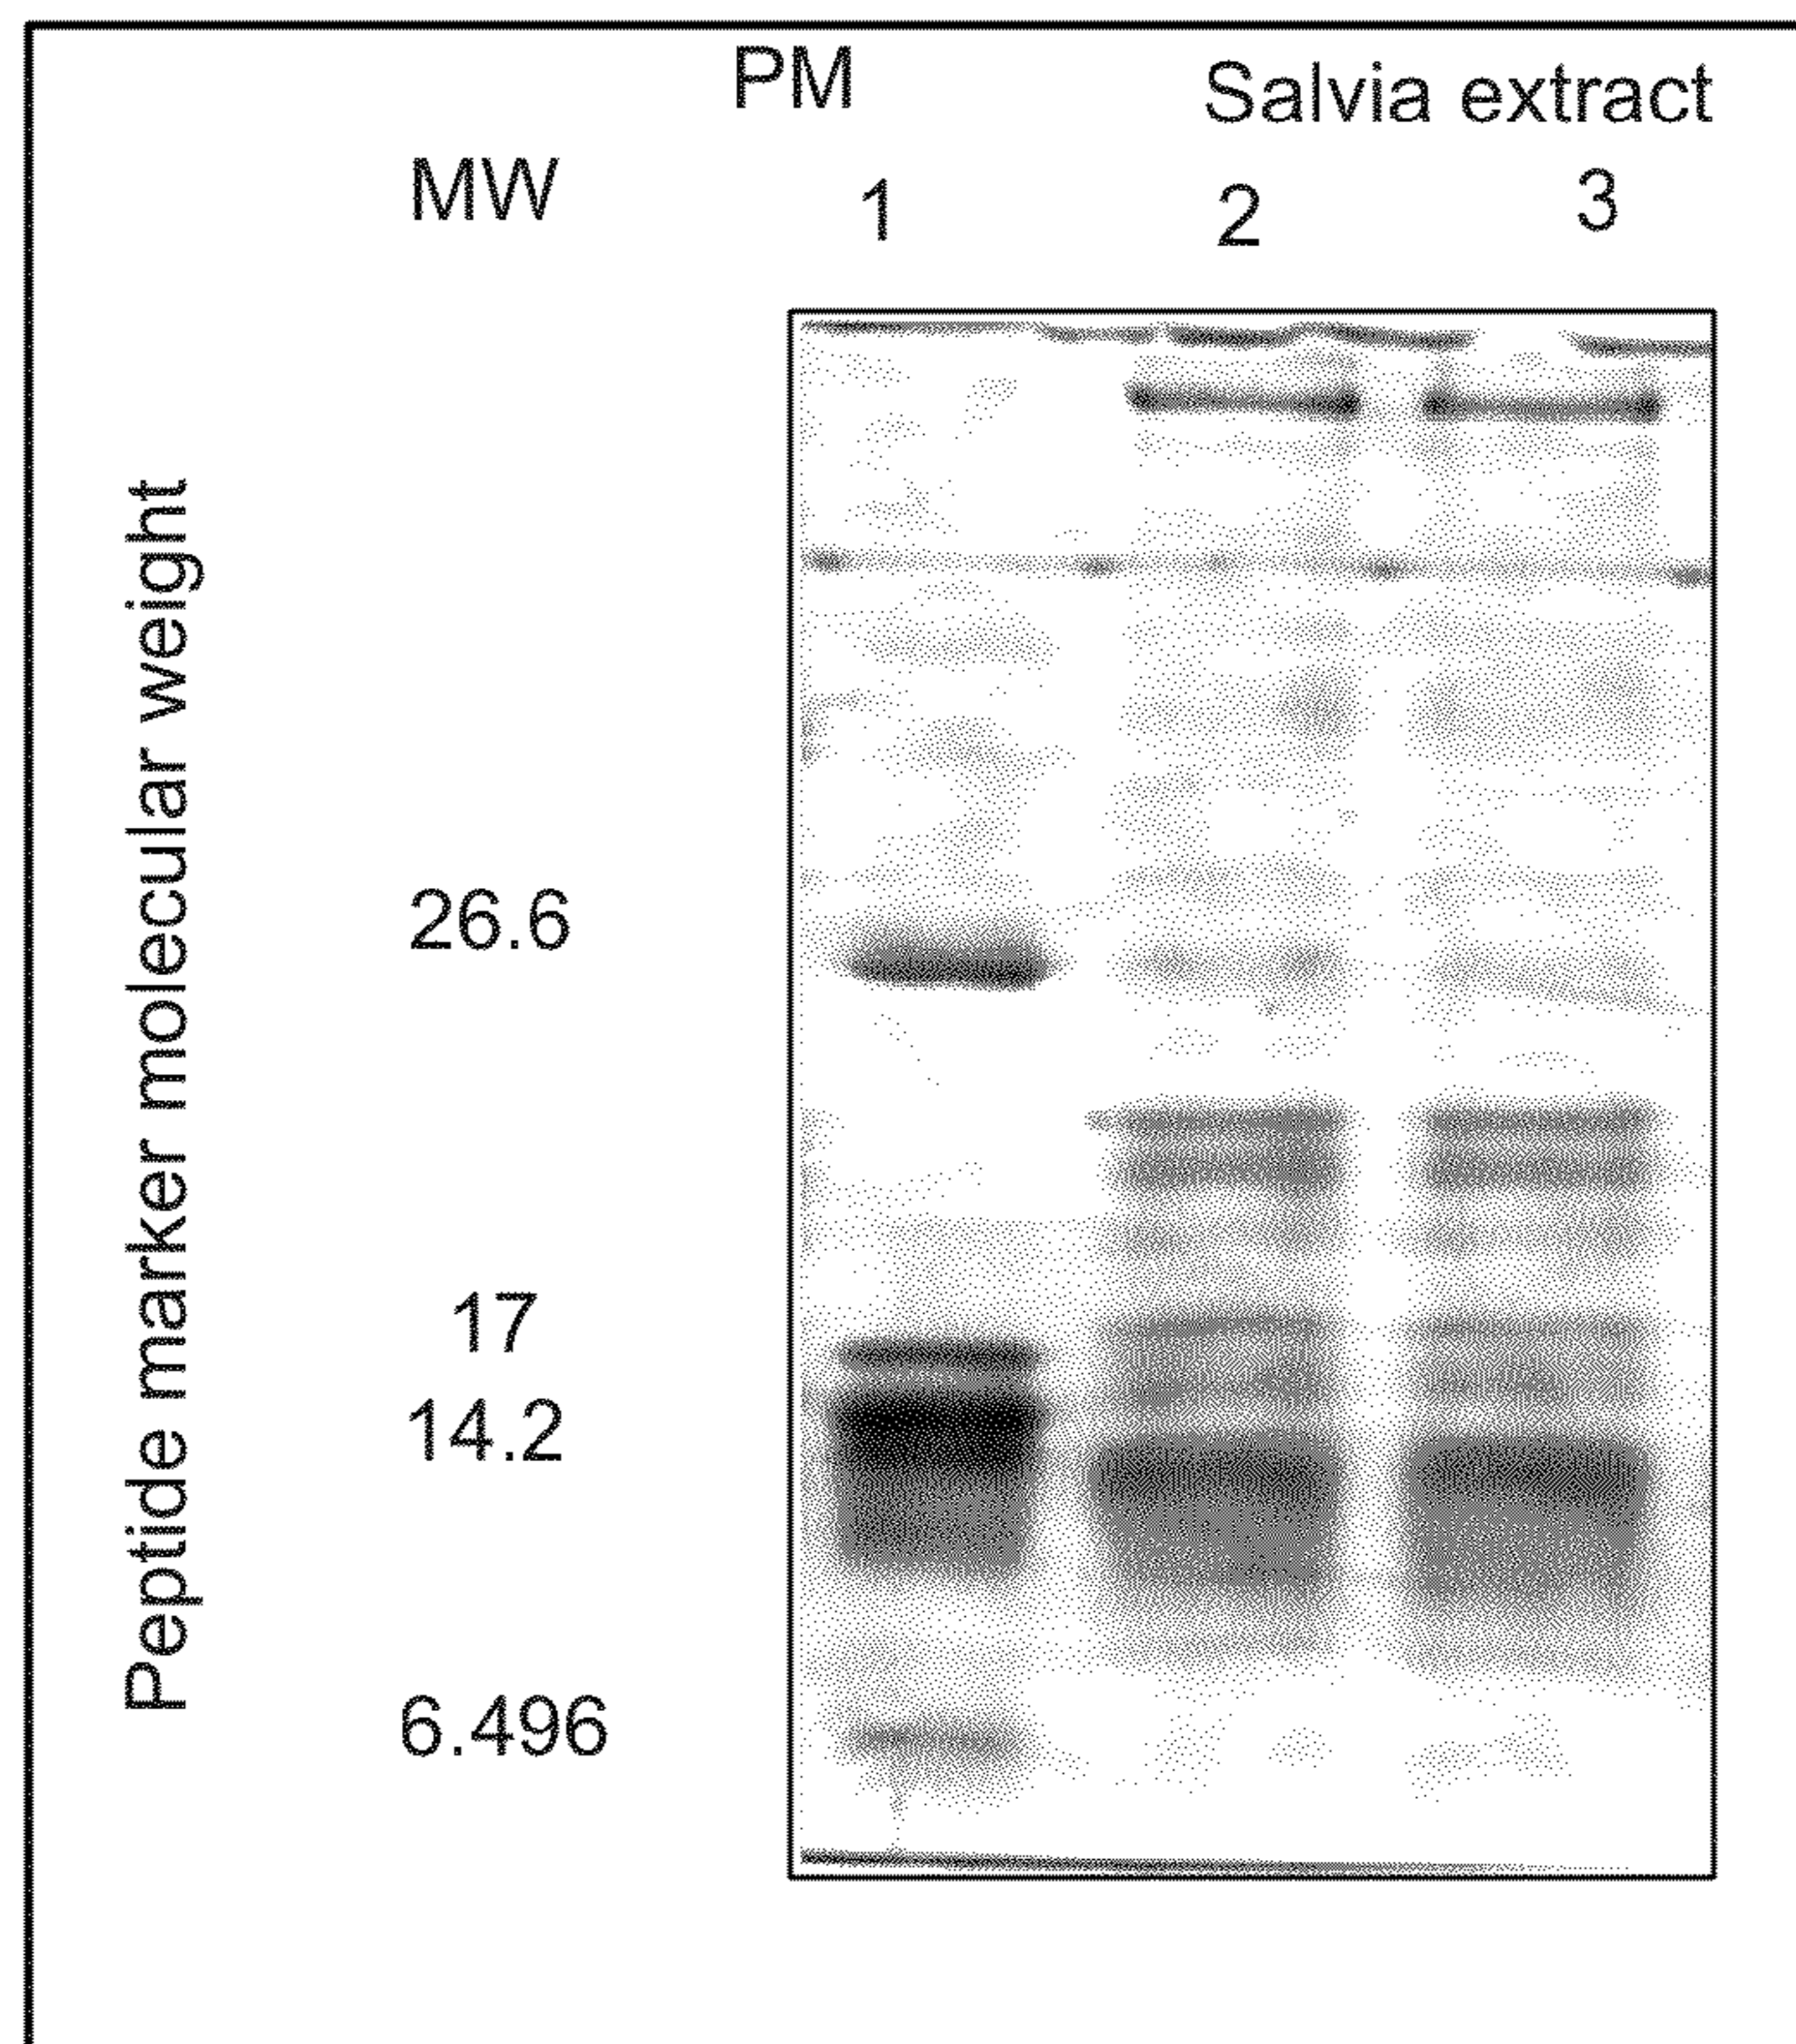 PM
Salvia extract
MW
1
2
3
Peptide marker molecular weight
26.6
17
14.2
6.496